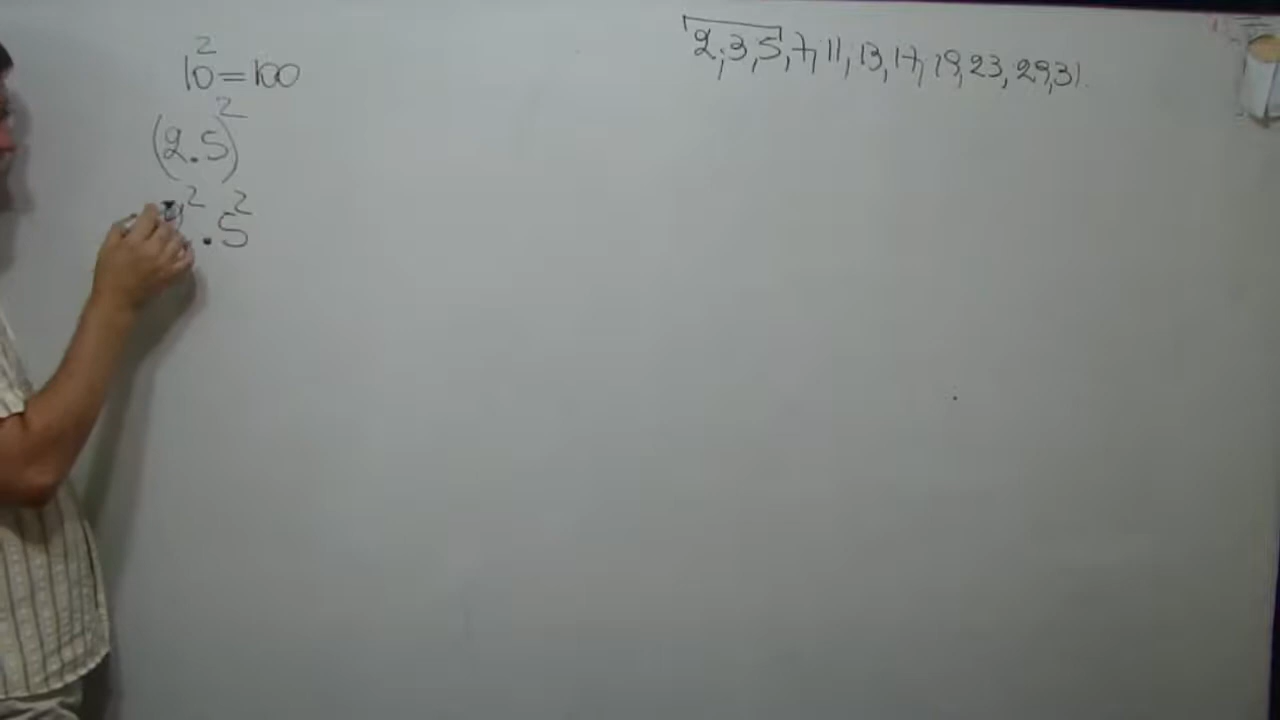 10² = 100
(2.5)²
2².5²
2, 3, 5, 7, 11, 13, 17, 19, 23, 29, 31